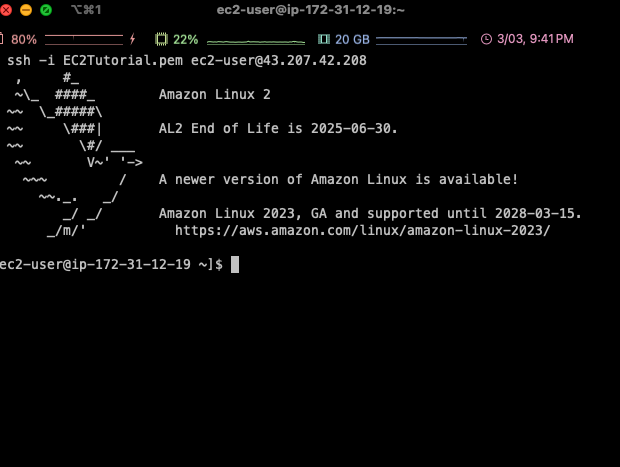 ⌥⌘1 ec2-user@ip-172-31-12-19:~
80% 22% 20 GB 3/03, 9:41 PM
ssh -i EC2Tutorial.pem ec2-user@43.207.42.208
  ,     #_
  ~\_  ####_        Amazon Linux 2
~~  \_#####\
~~     \###|       AL2 End of Life is 2025-06-30.
~~       \#/ ___
 ~~       V~' '->
  ~~~         /    A newer version of Amazon Linux is available!
    ~~._.   _/
       _/ _/       Amazon Linux 2023, GA and supported until 2028-03-15.
     _/m/'           https://aws.amazon.com/linux/amazon-linux-2023/
ec2-user@ip-172-31-12-19 ~]$